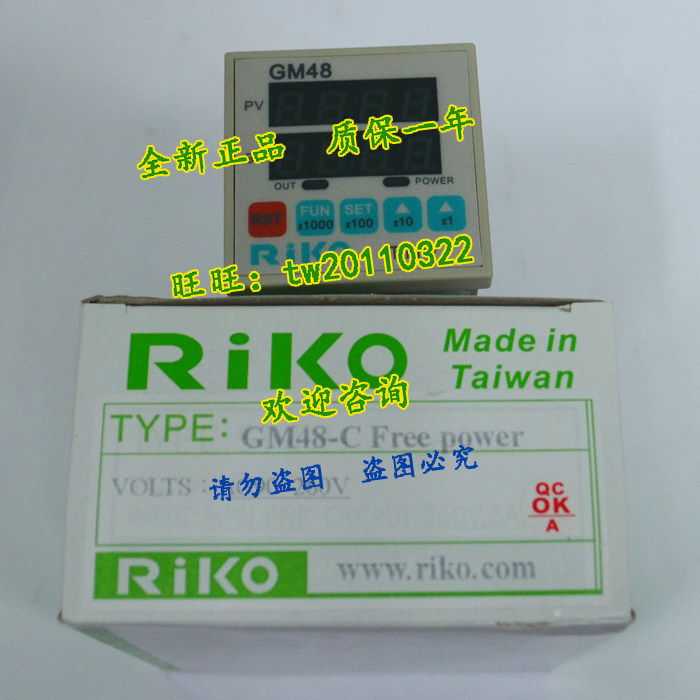 GM48
PV
全新正品 质保一年
OUT
POWER
RST
FUN
x1000
SET
x100
x10
x1
RiKO
旺旺：tw20110322
RiKO
Made in
Taiwan
欢迎咨询
TYPE: GM48-C Free power
请勿盗图 盗图必究
VOLTS :
QC
OK
A
RiKO
www.riko.com